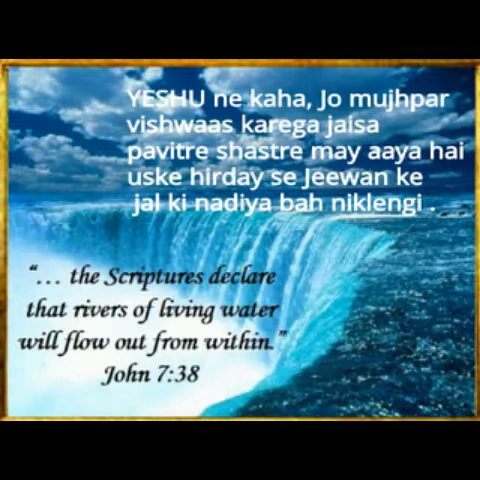 YESHU ne kaha, Jo mujhpar
vishwaas karega jaisa
pavitre shastre may aaya hai
uske hirday se Jeewan ke
jal ki nadiya bah niklengi .
“... the Scriptures declare
that rivers of living water
will flow out from within.”
John 7:38